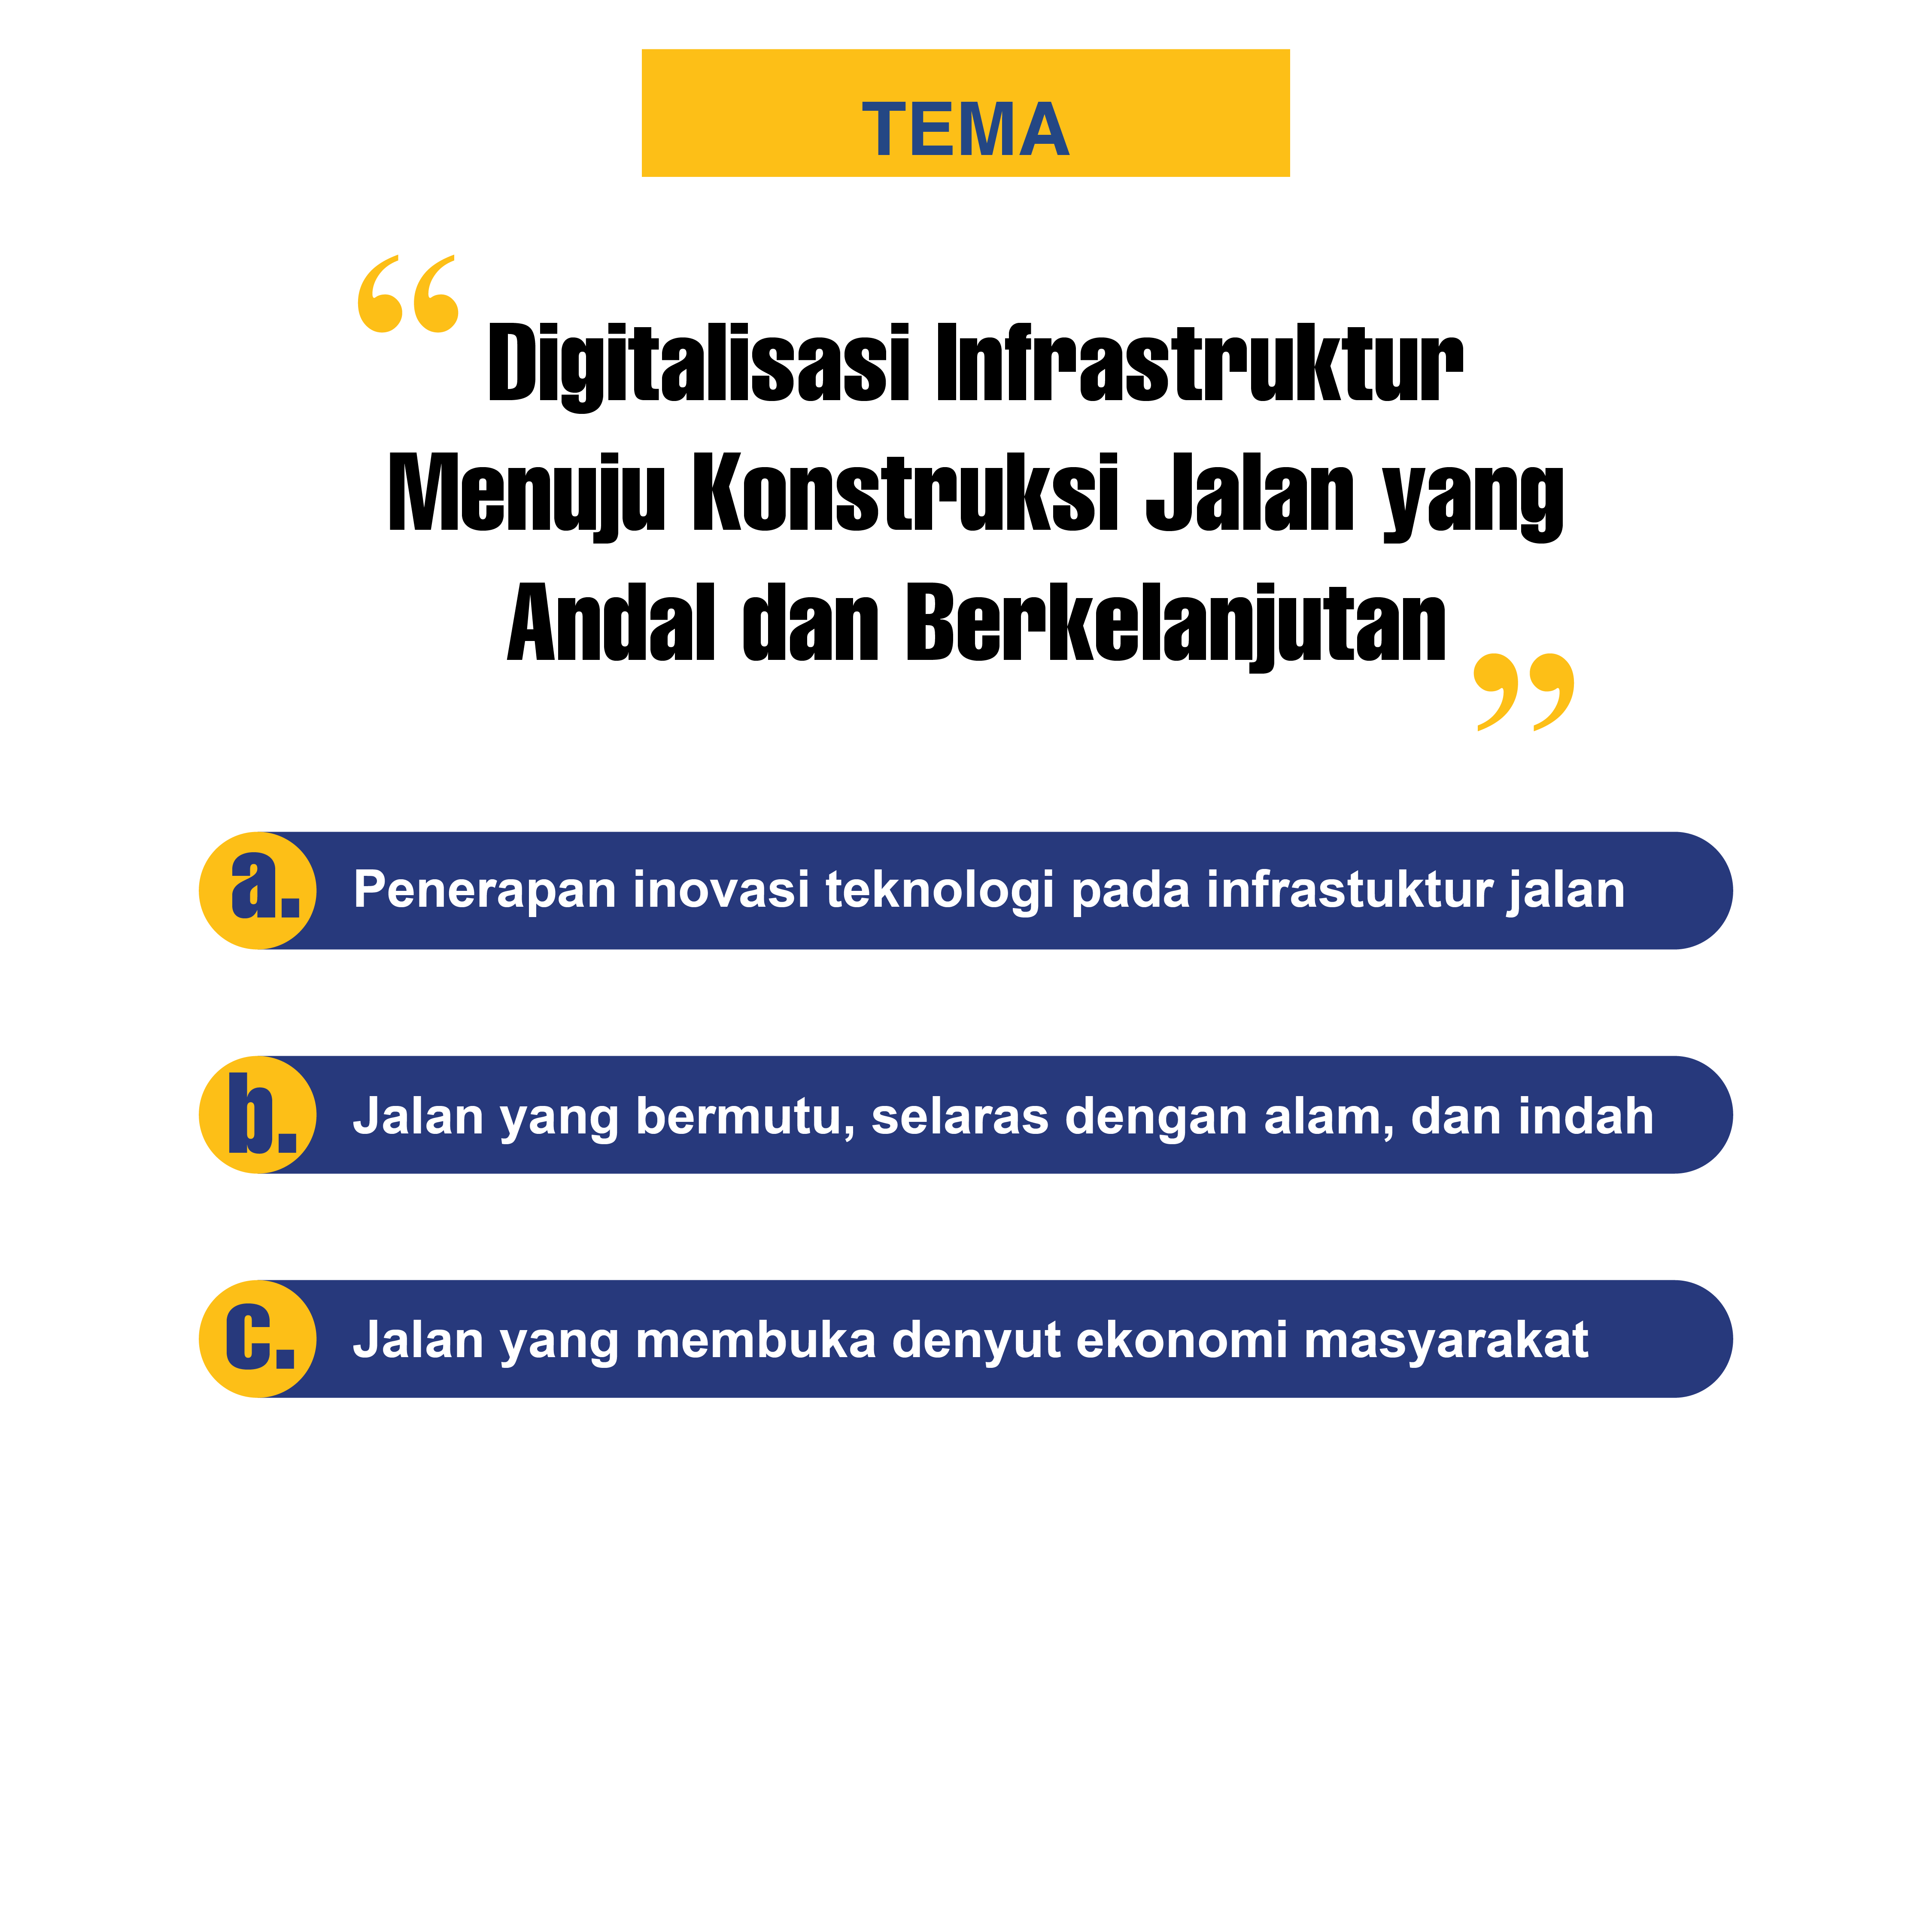 TEMA
“Digitalisasi Infrastruktur
Menuju Konstruksi Jalan yang
Andal dan Berkelanjutan”
a. Penerapan inovasi teknologi pada infrastuktur jalan
b. Jalan yang bermutu, selaras dengan alam, dan indah
c. Jalan yang membuka denyut ekonomi masyarakat